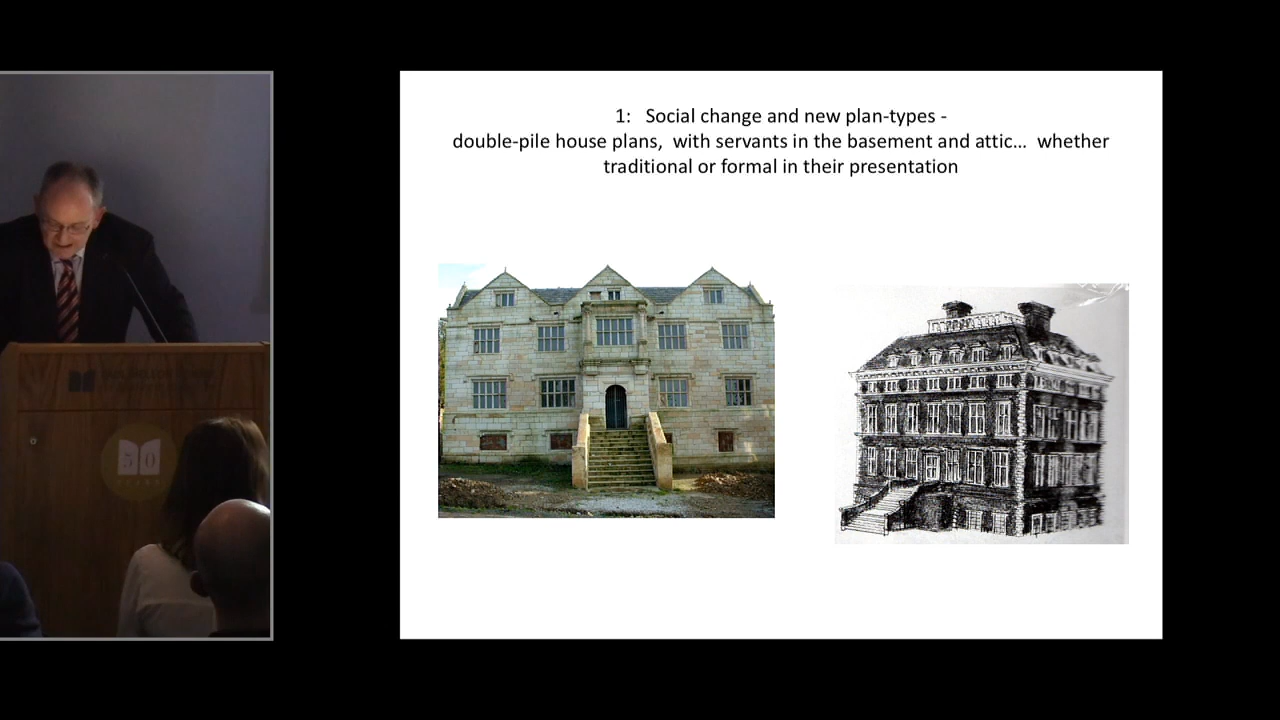 1: Social change and new plan-types -
double-pile house plans, with servants in the basement and attic… whether
traditional or formal in their presentation
50